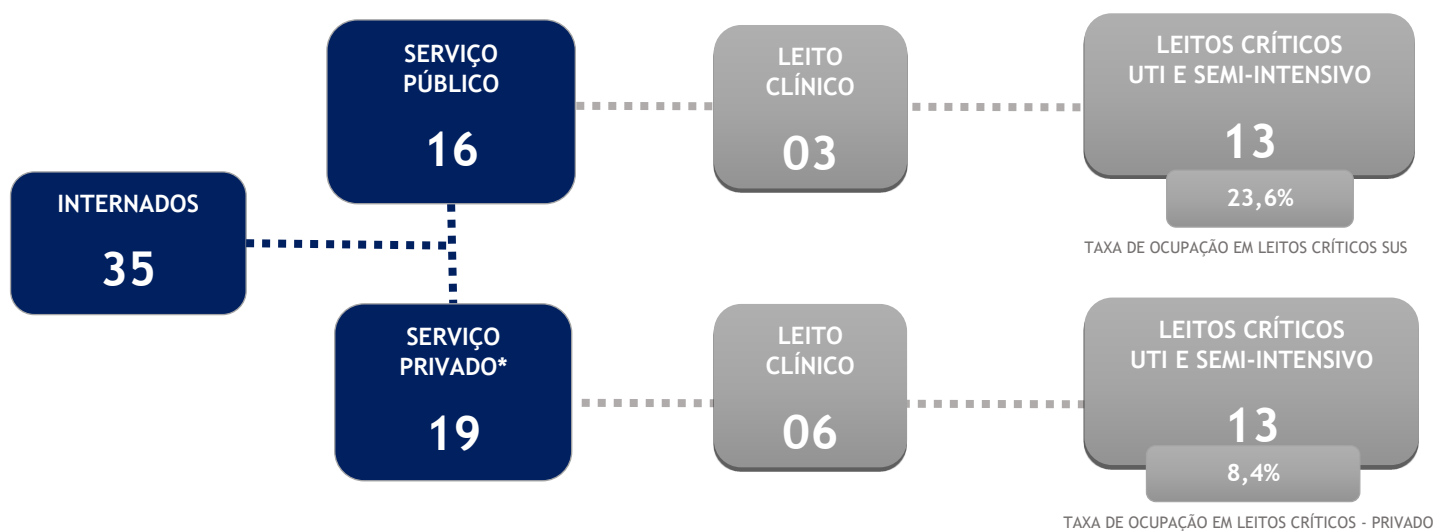 INTERNADOS
35
SERVIÇO
PÚBLICO
16
LEITO
CLÍNICO
03
LEITOS CRÍTICOS
UTI E SEMI-INTENSIVO
13
23,6%
TAXA DE OCUPAÇÃO EM LEITOS CRÍTICOS SUS
SERVIÇO
PRIVADO*
19
LEITO
CLÍNICO
06
LEITOS CRÍTICOS
UTI E SEMI-INTENSIVO
13
8,4%
TAXA DE OCUPAÇÃO EM LEITOS CRÍTICOS - PRIVADO